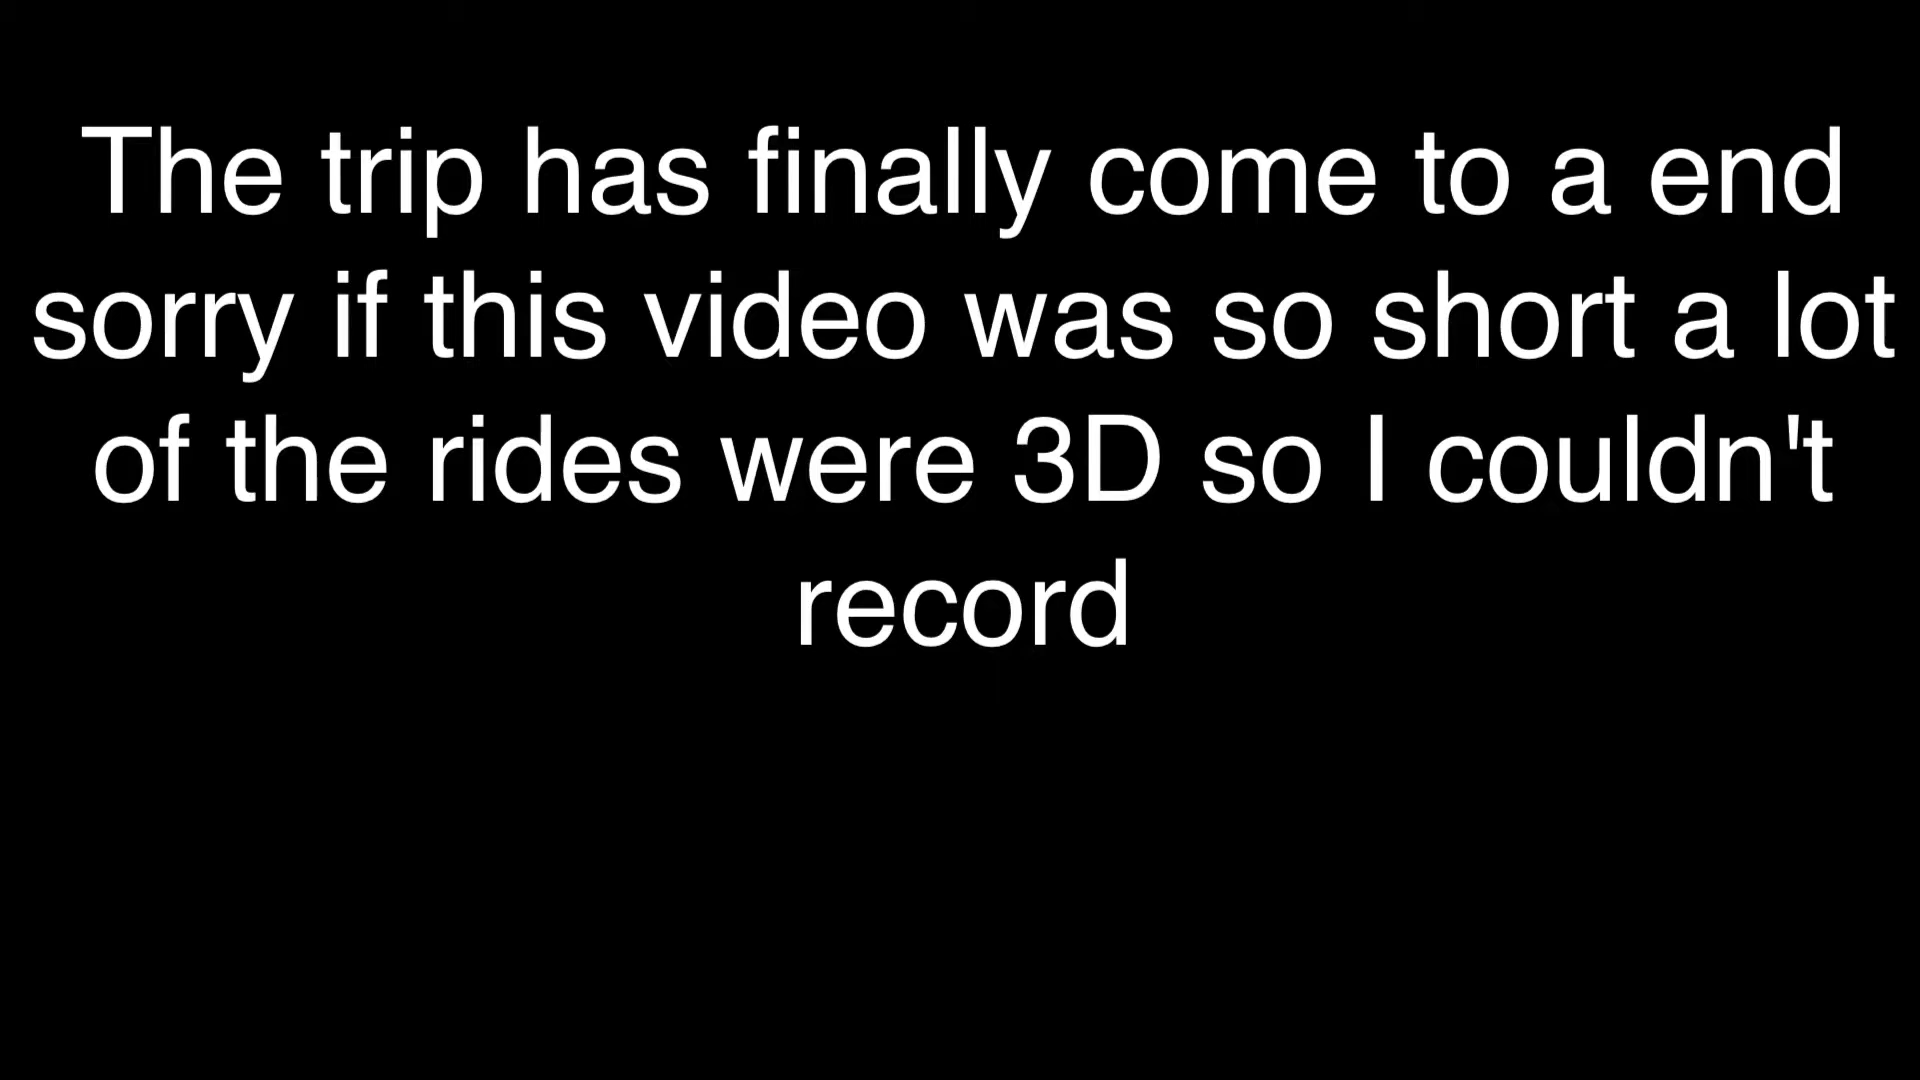 The trip has finally come to a end
sorry if this video was so short a lot
of the rides were 3D so I couldn't
record